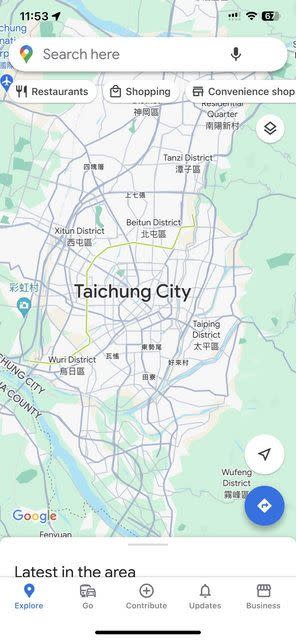 11:53
67
Search here
Restaurants
Shopping
Convenience shop
Residential
Quarter
南陽新村
神岡區
Tanzi District
潭子區
四塊厝
上七張
Beitun District
北屯區
Xitun District
西屯區
彩虹村
Taichung City
Taiping
District
太平區
東勢尾
Wuri District
烏日區
瓦磘
好來村
田寮
CHUNG CITY
UA COUNTY
Wufeng
District
霧峰區
Google
Fenyuan
Latest in the area
Explore
Go
Contribute
Updates
Business